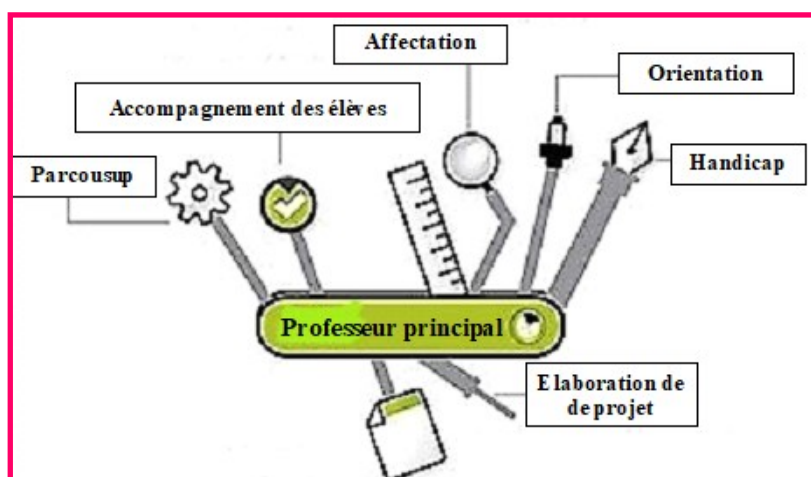 Affectation
Orientation
Accompagnement des élèves
Parcousup
Handicap
Professeur principal
Elaboration de
de projet